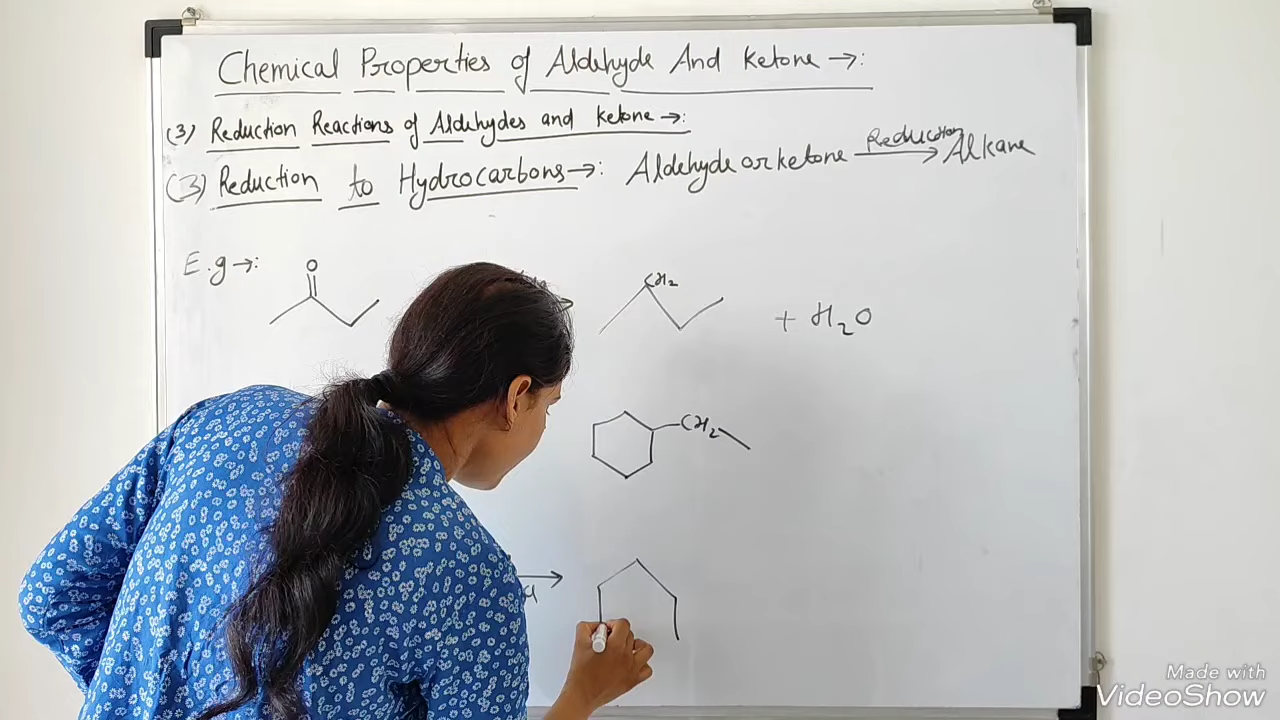 Chemical Properties of Aldehyde And Ketone →:
(3) Reduction Reactions of Aldehydes and Ketone →:
(3) Reduction to Hydrocarbons →: Aldehyde or Ketone Reduction → Alkane
E.g →:
O
CH2
+ H2O
CH2
Made with
VideoShow